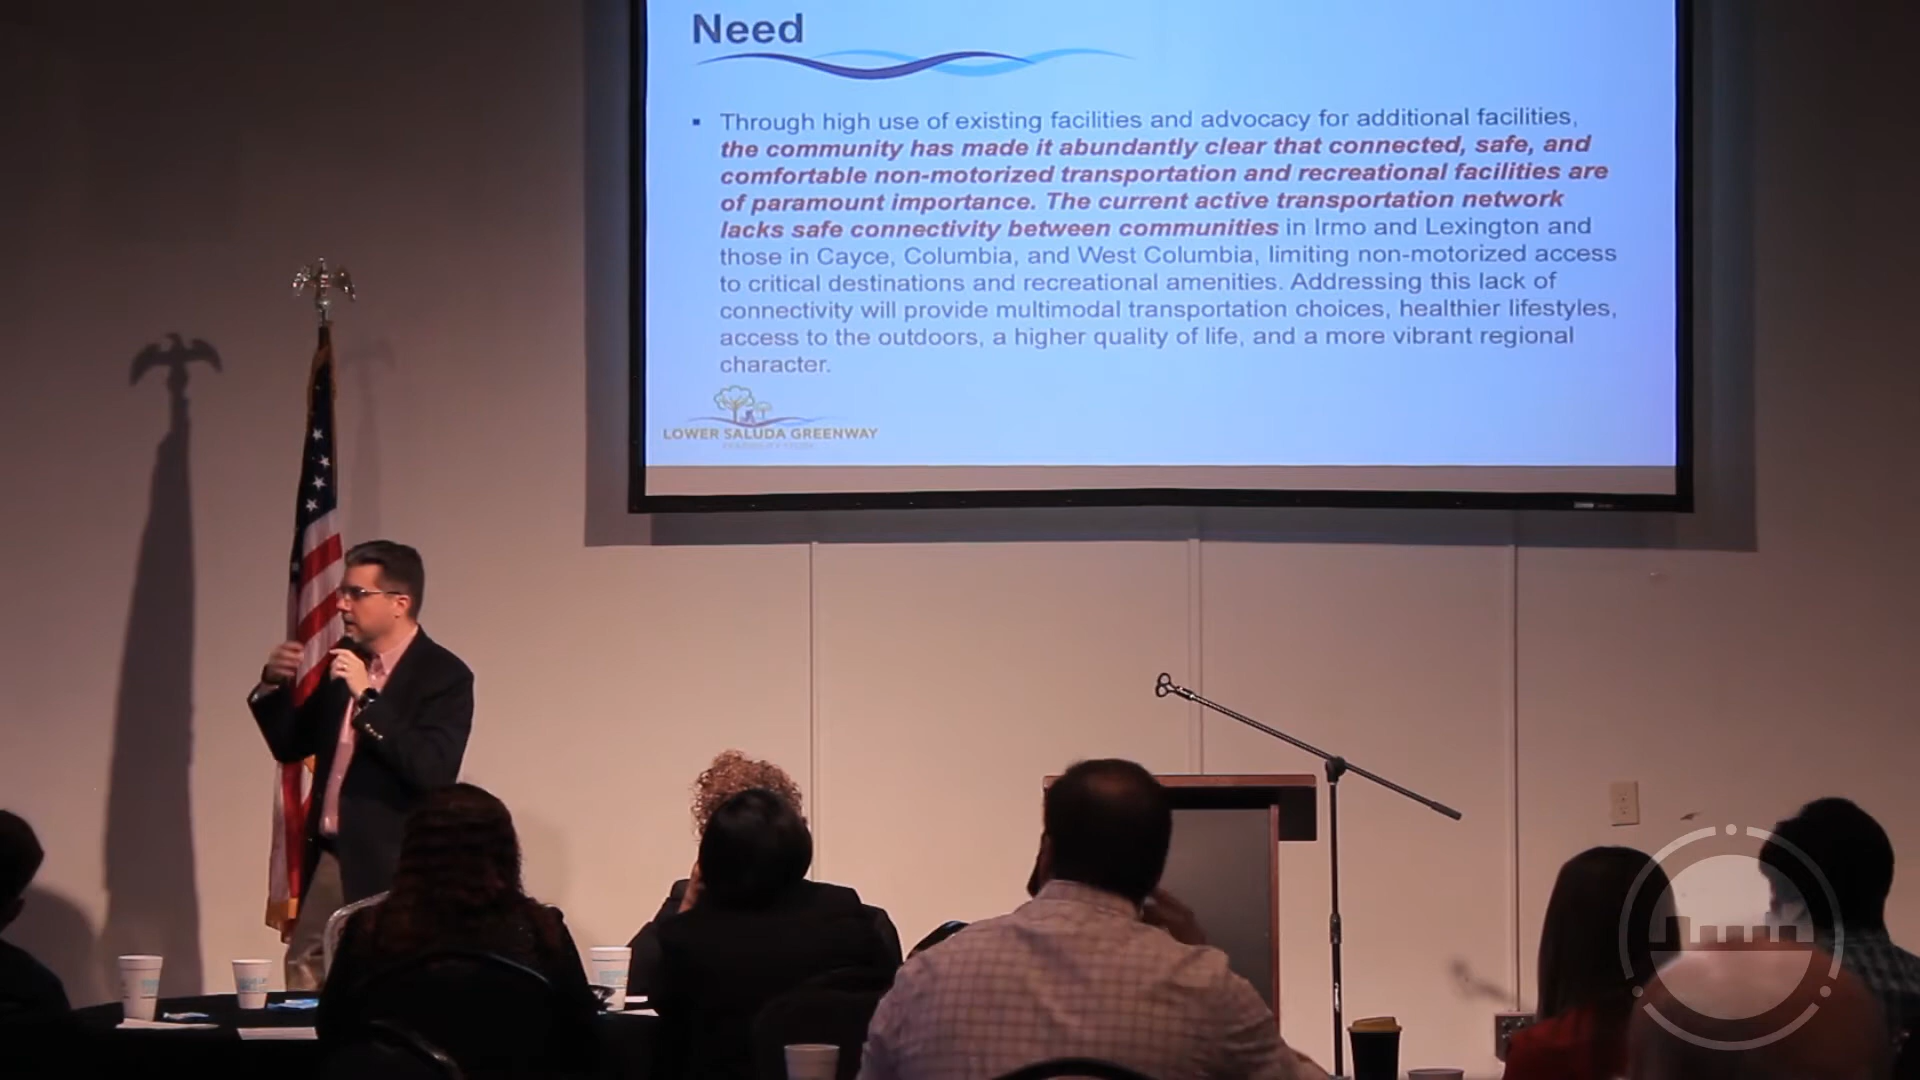 Need
▪ Through high use of existing facilities and advocacy for additional facilities,
the community has made it abundantly clear that connected, safe, and
comfortable non-motorized transportation and recreational facilities are
of paramount importance. The current active transportation network
lacks safe connectivity between communities in Irmo and Lexington and
those in Cayce, Columbia, and West Columbia, limiting non-motorized access
to critical destinations and recreational amenities. Addressing this lack of
connectivity will provide multimodal transportation choices, healthier lifestyles,
access to the outdoors, a higher quality of life, and a more vibrant regional
character.
LOWER SALUDA GREENWAY